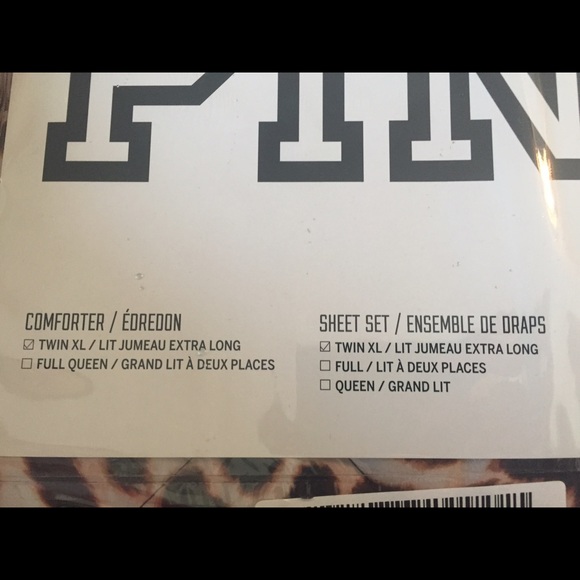 PIN
COMFORTER / ÉDREDON
☑ TWIN XL / LIT JUMEAU EXTRA LONG
☐ FULL QUEEN / GRAND LIT À DEUX PLACES
SHEET SET / ENSEMBLE DE DRAPS
☑ TWIN XL / LIT JUMEAU EXTRA LONG
☐ FULL / LIT À DEUX PLACES
☐ QUEEN / GRAND LIT